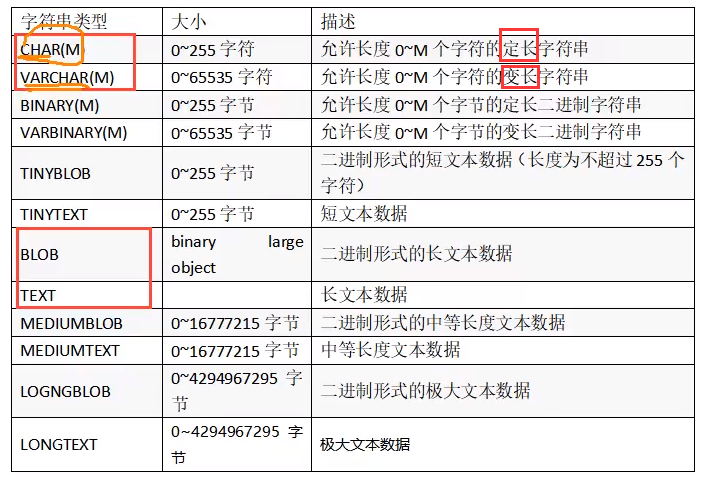 字符串类型 大小 描述
CHAR(M) 0~255 字符 允许长度 0~M 个字符的定长字符串
VARCHAR(M) 0~65535 字符 允许长度 0~M 个字符的变长字符串
BINARY(M) 0~255 字节 允许长度 0~M 个字节的定长二进制字符串
VARBINARY(M) 0~65535 字节 允许长度 0~M 个字节的变长二进制字符串
TINYBLOB 0~255 字节 二进制形式的短文本数据（长度为不超过 255 个
字符）
TINYTEXT 0~255 字节 短文本数据
BLOB binary large
object 二进制形式的长文本数据
TEXT 长文本数据
MEDIUMBLOB 0~16777215 字节 二进制形式的中等长度文本数据
MEDIUMTEXT 0~16777215 字节 中等长度文本数据
LOGNGBLOB 0~4294967295 字
节 二进制形式的极大文本数据
LONGTEXT 0~4294967295 字
节 极大文本数据